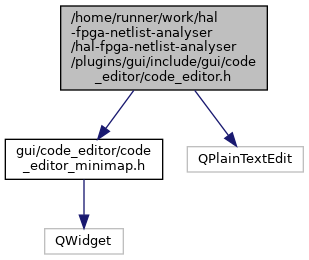 /home/runner/work/hal
-fpga-netlist-analyser
/hal-fpga-netlist-analyser
/plugins/gui/include/gui/code
_editor/code_editor.h
gui/code_editor/code
_editor_minimap.h
QPlainTextEdit
QWidget